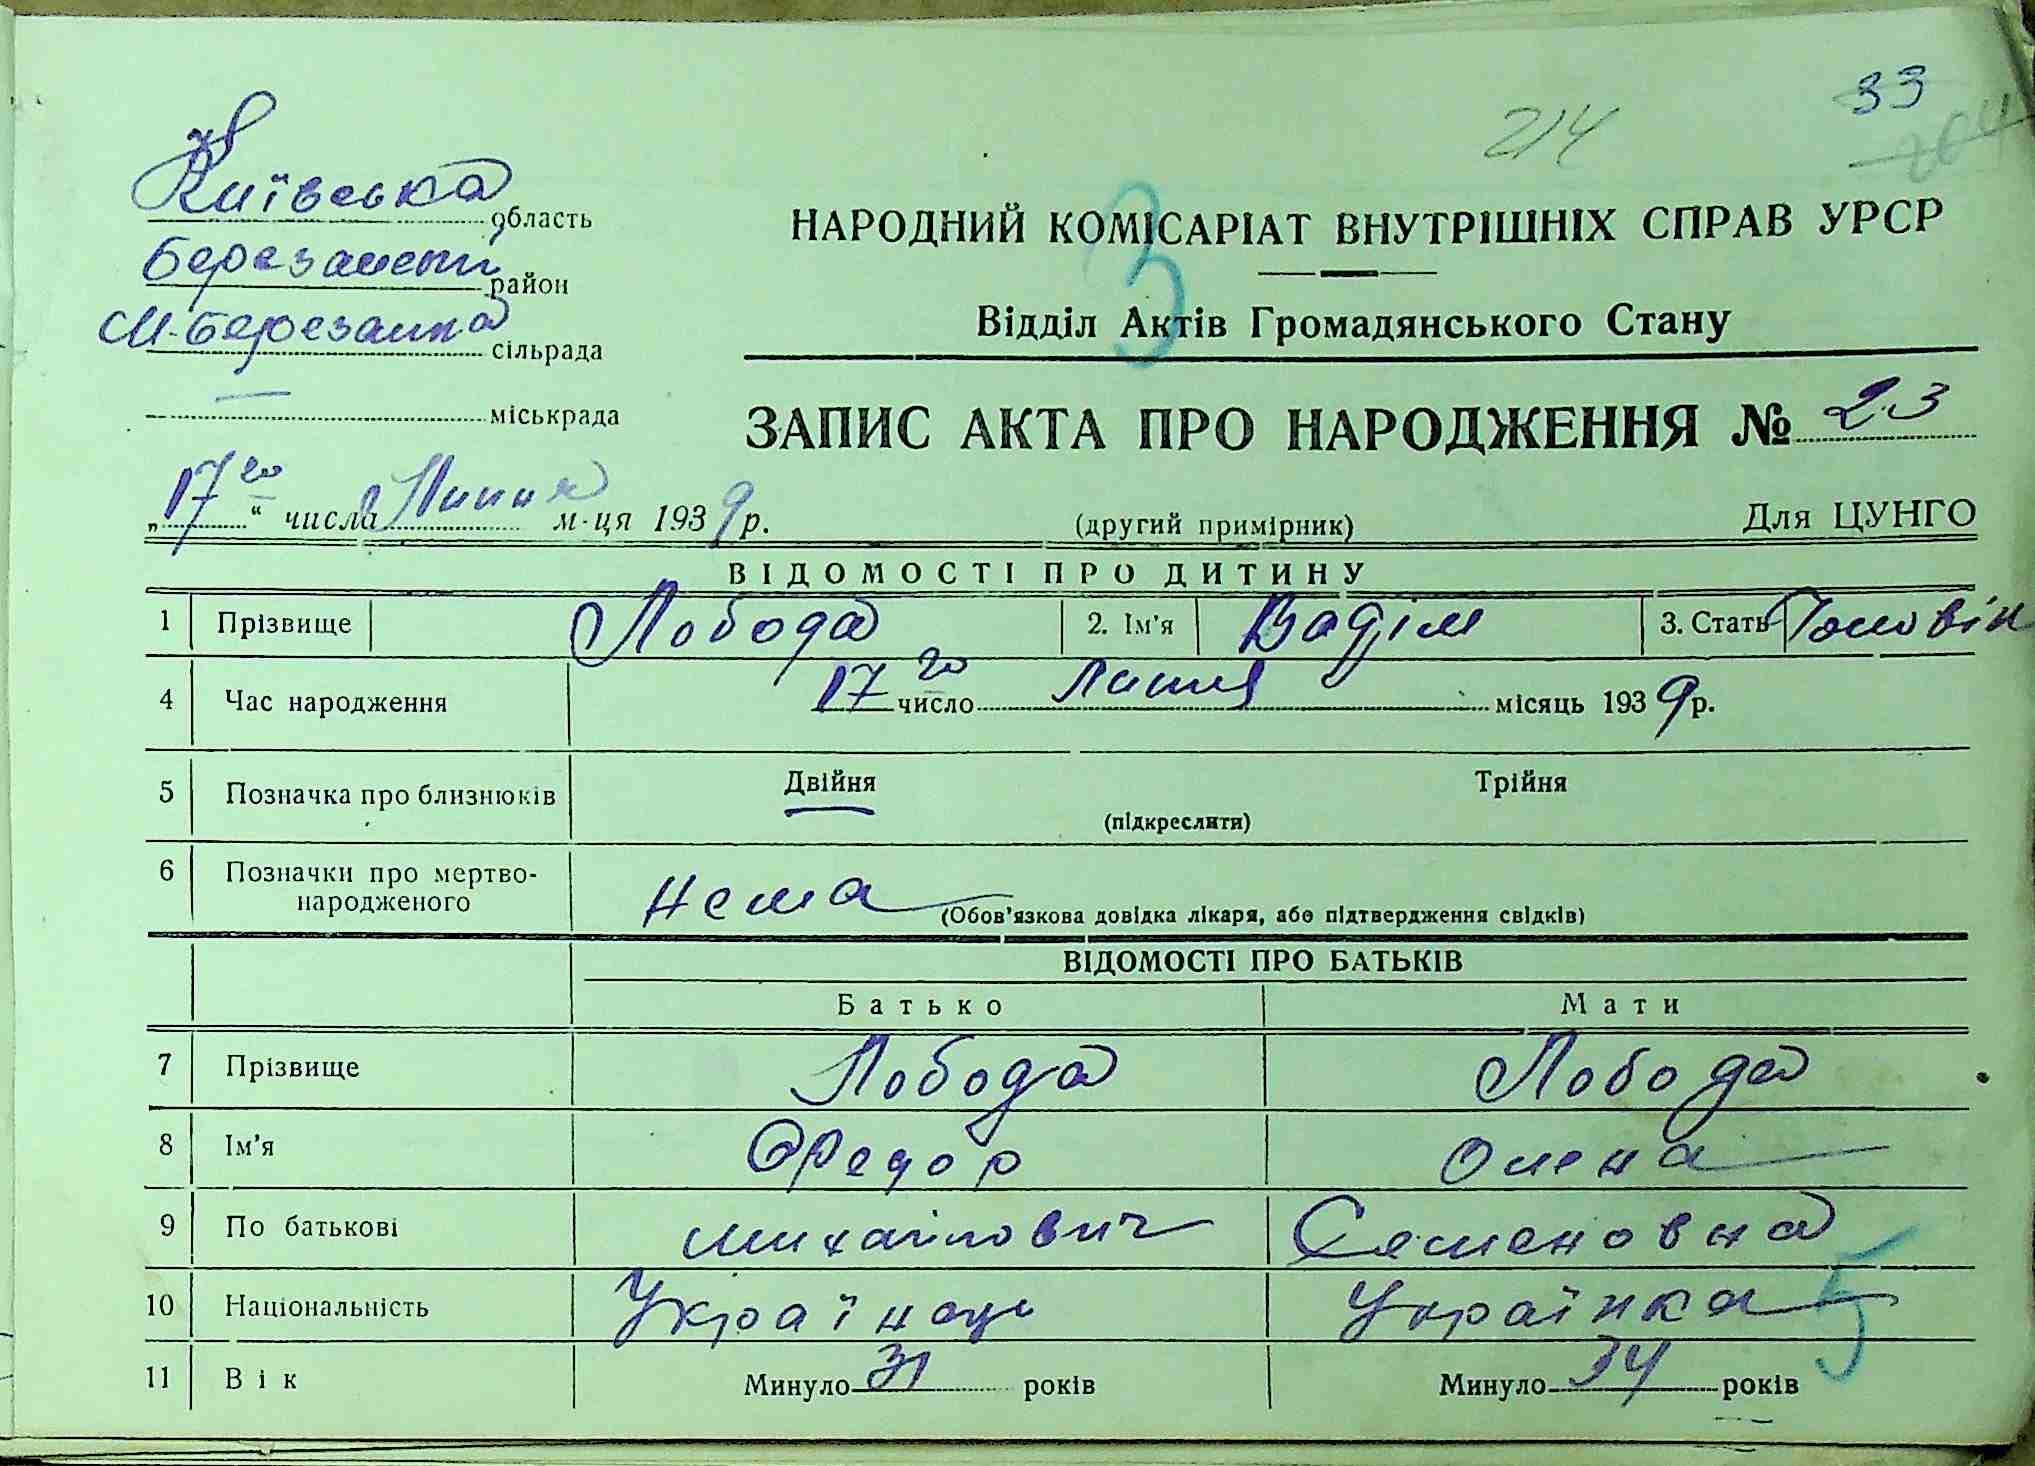 33
214
204
Київська область
Березанський район
М-Березанка сільрада
міськрада
НАРОДНИЙ КОМІСАРІАТ ВНУТРІШНІХ СПРАВ УРСР
3
Відділ Актів Громадянського Стану
ЗАПИС АКТА ПРО НАРОДЖЕННЯ № 23
„17го“ числа Липня м-ця 1939 р.
(другий примірник)
Для ЦУНГО
ВІДОМОСТІ ПРО ДИТИНУ
1 Прізвище Лобода 2. Ім'я Вадім 3. Стать Чоловік
4 Час народження 17го число Липня місяць 1939 р.
5 Позначка про близнюків Двійня Трійня
(підкреслити)
6 Позначки про мертво-
народженого Нема (Обов'язкова довідка лікаря, або підтвердження свідків)
ВІДОМОСТІ ПРО БАТЬКІВ
Батько Мати
7 Прізвище Лобода Лобода
8 Ім'я Федор Олена
9 По батькові Михайлович Семеновна
10 Національність Українець Українка
5
11 Вік Минуло 31 років Минуло 34 років